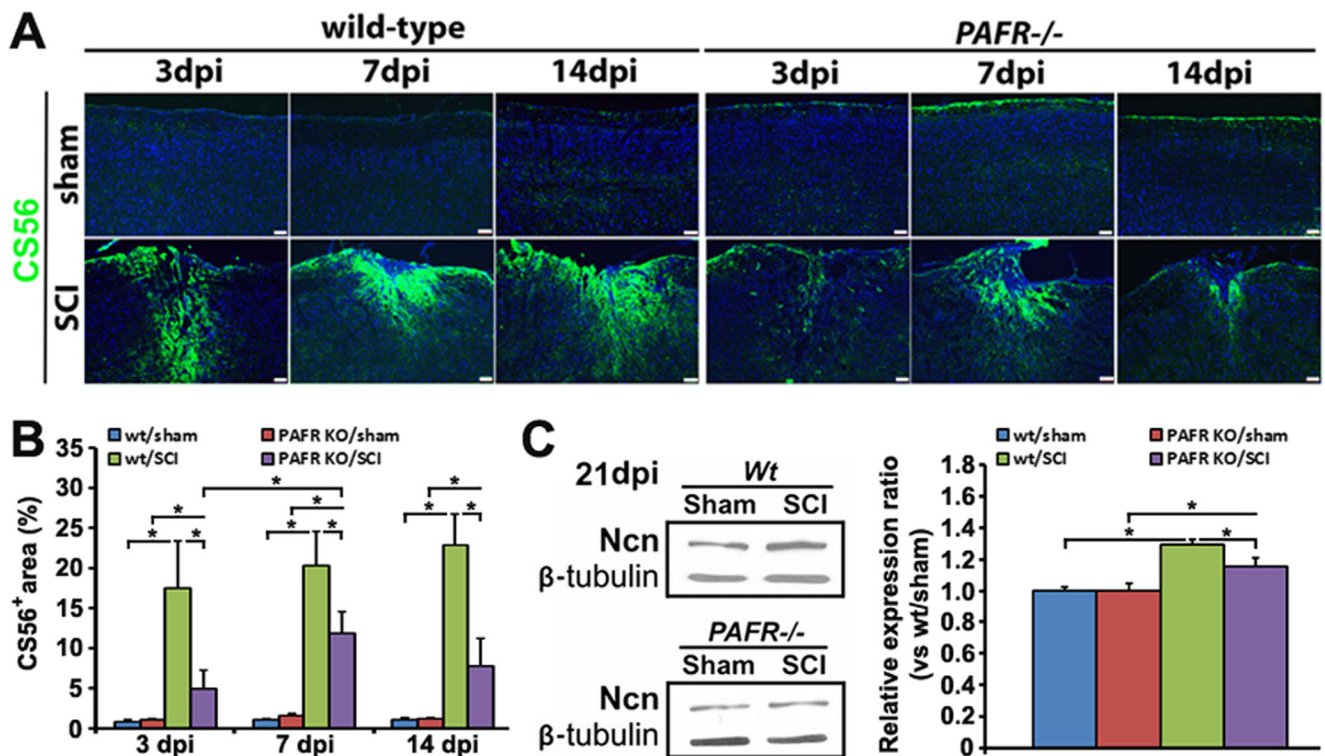 A
wild-type
PAFR-/-
3dpi 7dpi 14dpi 3dpi 7dpi 14dpi
CS56
sham
SCI
B
wt/sham PAFR KO/sham
wt/SCI PAFR KO/SCI
CS56+ area (%)
35
30
25
20
15
10
5
0
* * * * * * * * * *
3 dpi 7 dpi 14 dpi
C
21dpi
Wt
Sham SCI
Ncn
β-tubulin
PAFR-/-
Sham SCI
Ncn
β-tubulin
wt/sham PAFR KO/sham
wt/SCI PAFR KO/SCI
Relative expression ratio
(vs wt/sham)
1.8
1.6
1.4
1.2
1.0
0.8
0.6
0.4
0.2
0
* * *